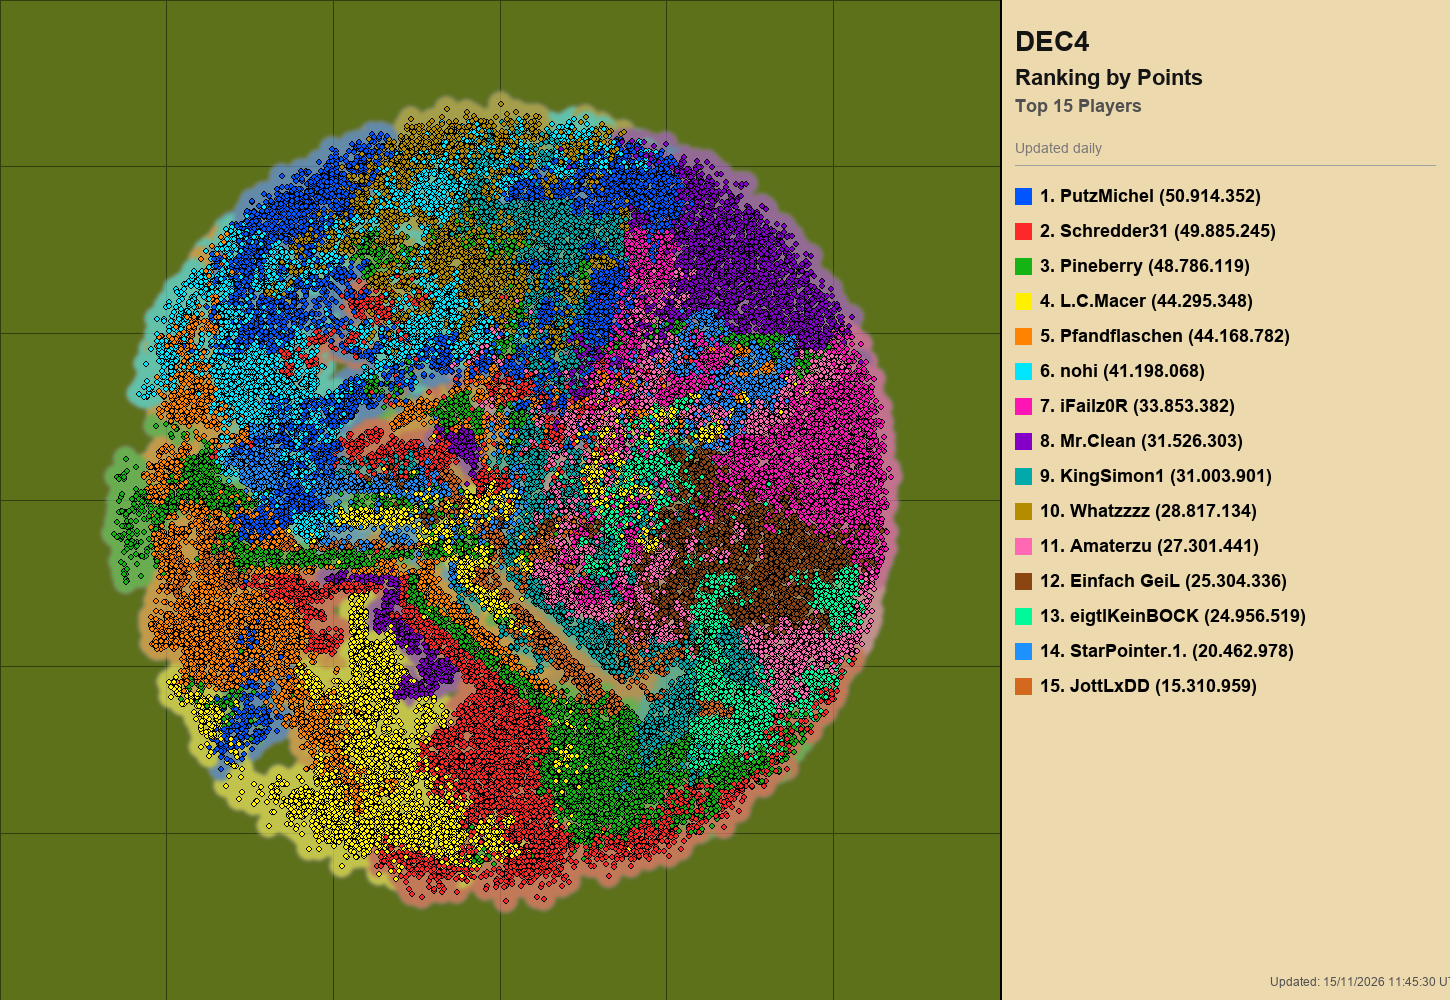 DEC4
Ranking by Points
Top 15 Players
Updated daily
1. PutzMichel (50.914.352)
2. Schredder31 (49.885.245)
3. Pineberry (48.786.119)
4. L.C.Macer (44.295.348)
5. Pfandflaschen (44.168.782)
6. nohi (41.198.068)
7. iFailz0R (33.853.382)
8. Mr.Clean (31.526.303)
9. KingSimon1 (31.003.901)
10. Whatzzzz (28.817.134)
11. Amaterzu (27.301.441)
12. Einfach GeiL (25.304.336)
13. eigtlKeinBOCK (24.956.519)
14. StarPointer.1. (20.462.978)
15. JottLxDD (15.310.959)
Updated: 15/11/2026 11:45:30 U